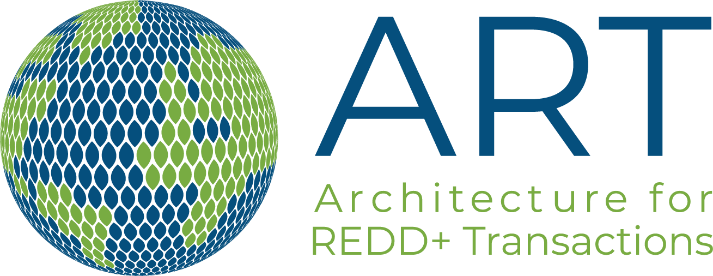 ART
Architecture for
REDD+ Transactions